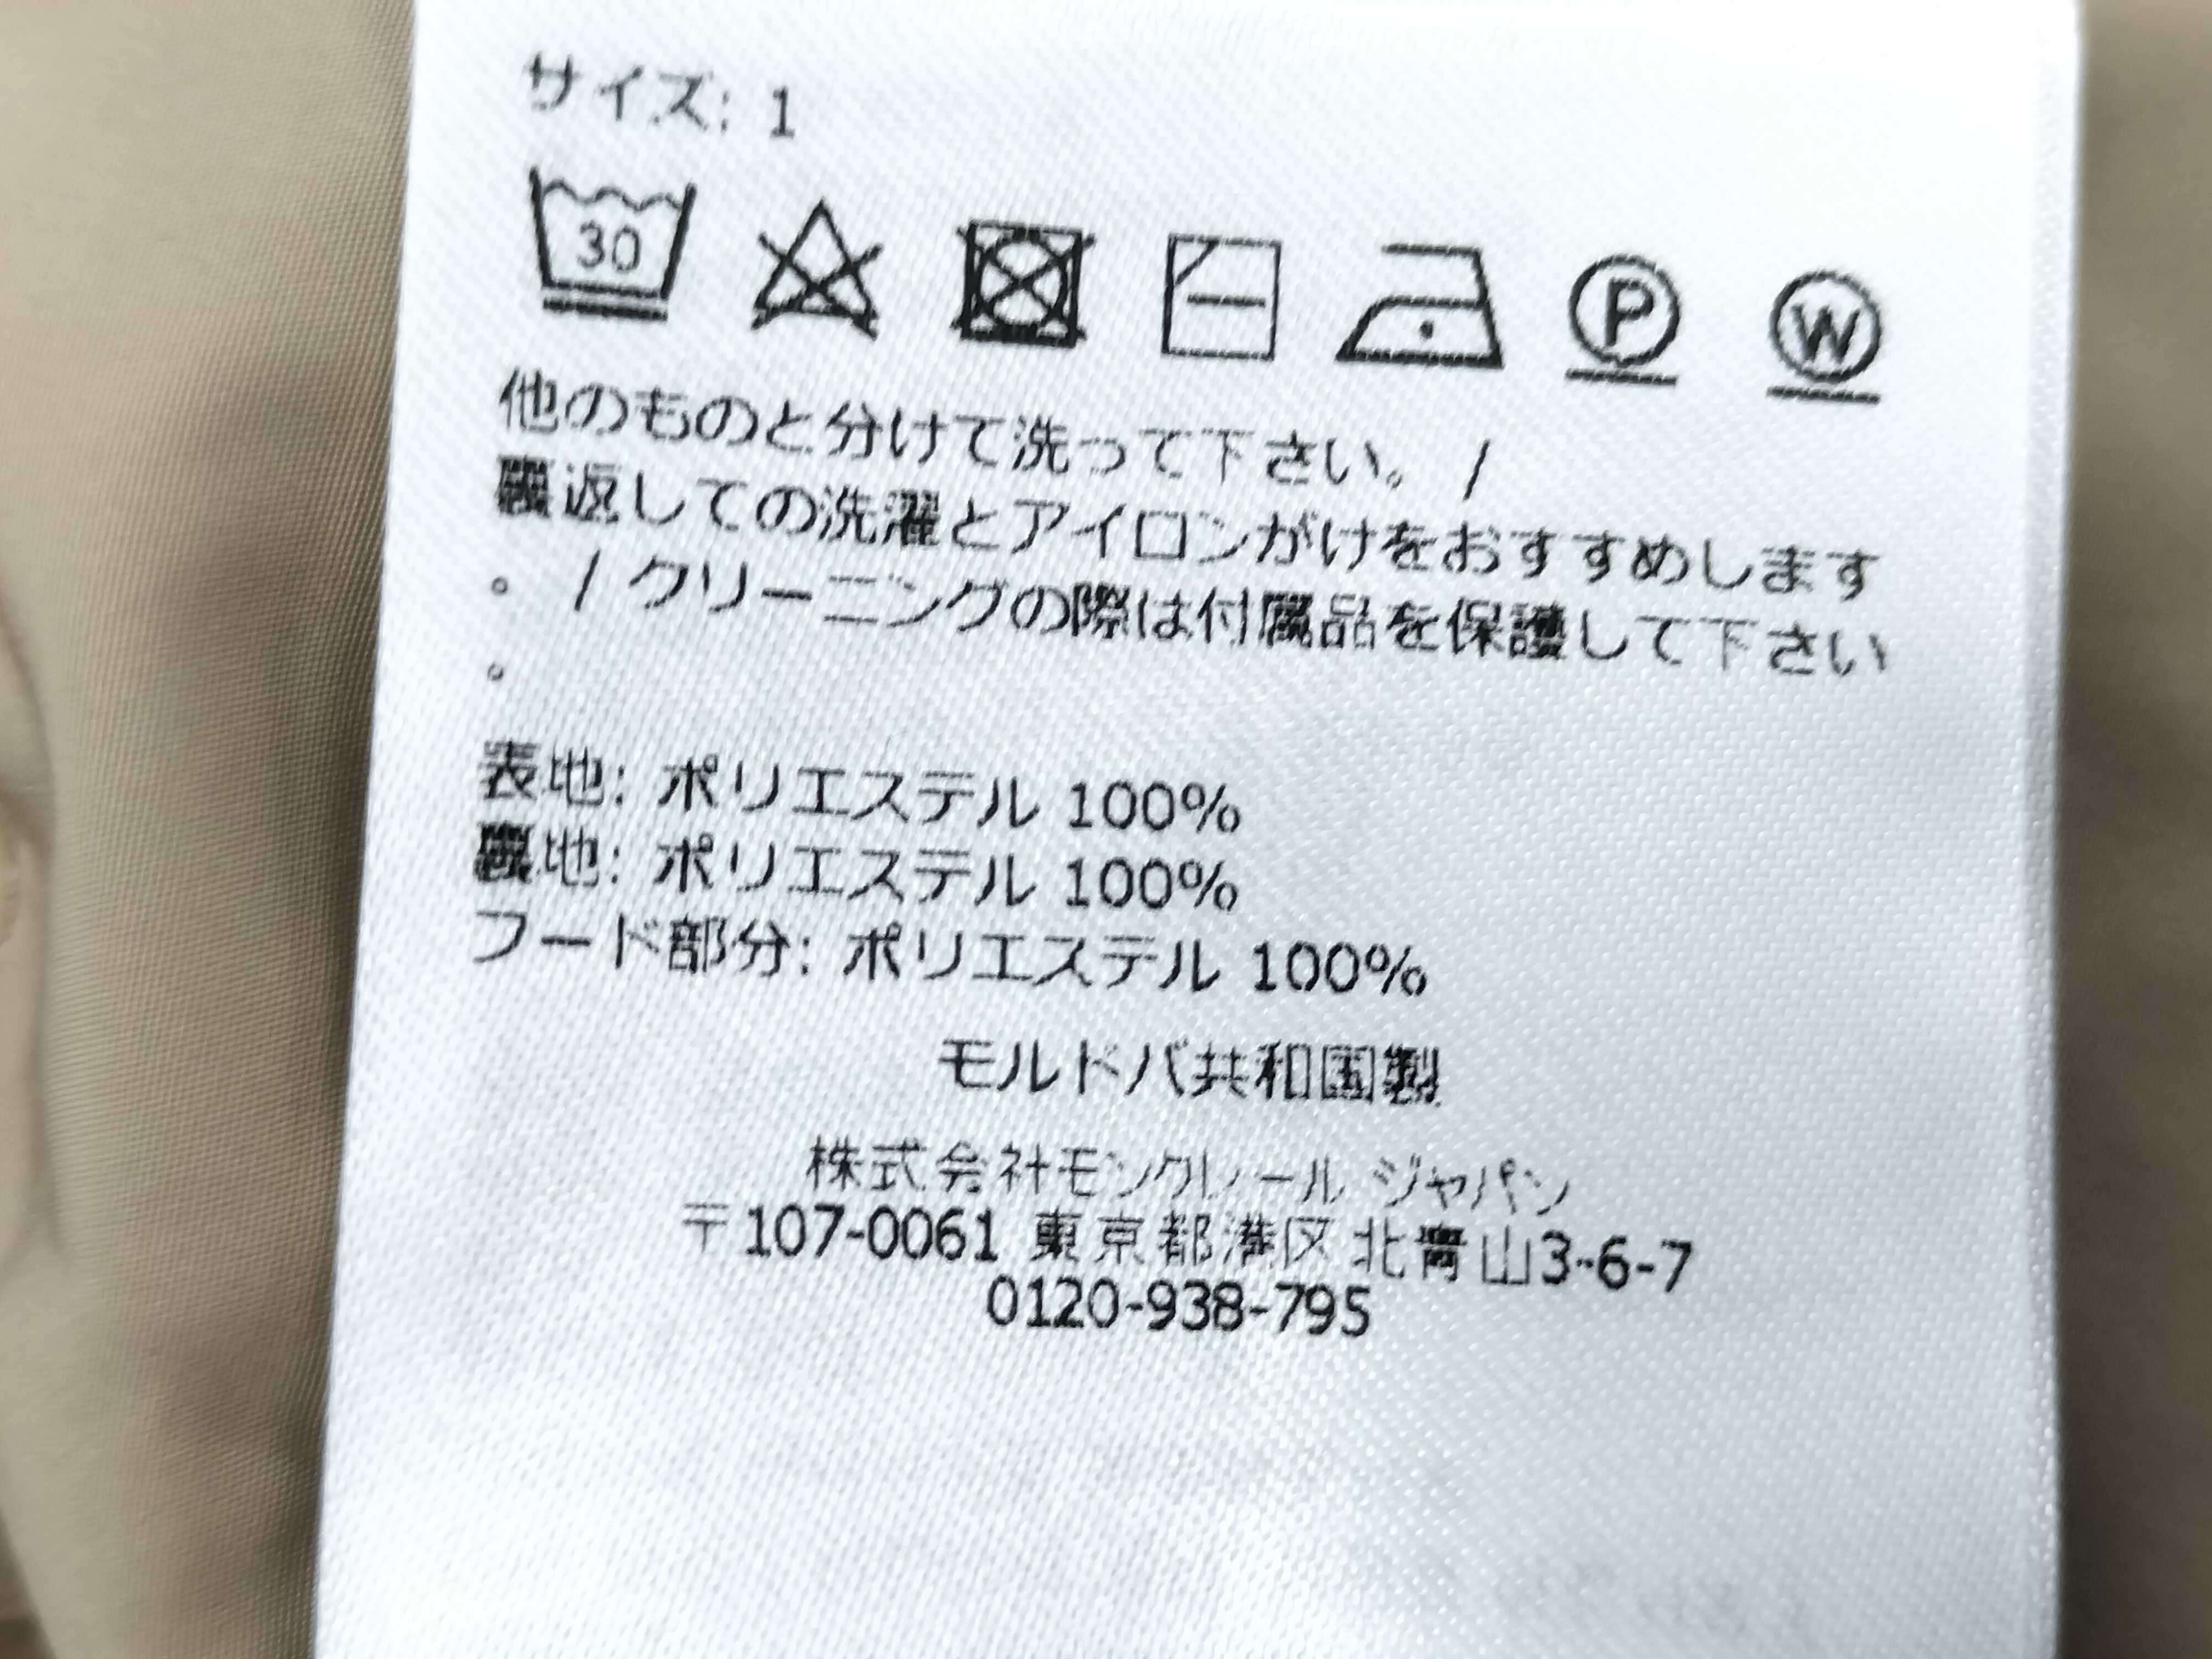 サイズ: 1
30
P W
他のものと分けて洗って下さい。 /
裏返しての洗濯とアイロンがけをおすすめします
。 / クリーニングの際は付属品を保護して下さい
。
表地: ポリエステル 100%
裏地: ポリエステル 100%
フード部分: ポリエステル 100%
モルドバ共和国製
株式会社モンクレール ジャパン
〒107-0061 東京都港区 北青山3-6-7
0120-938-795